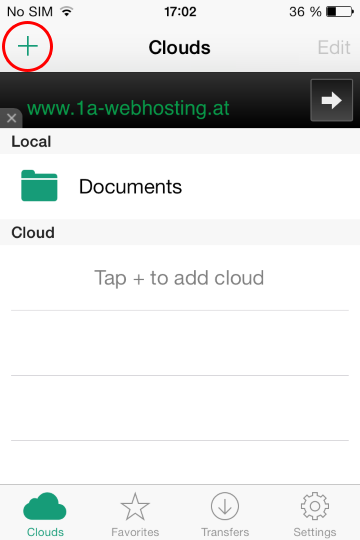 No SIM 17:02 36 %
Clouds Edit
www.1a-webhosting.at
Local
Documents
Cloud
Tap + to add cloud
Clouds Favorites Transfers Settings